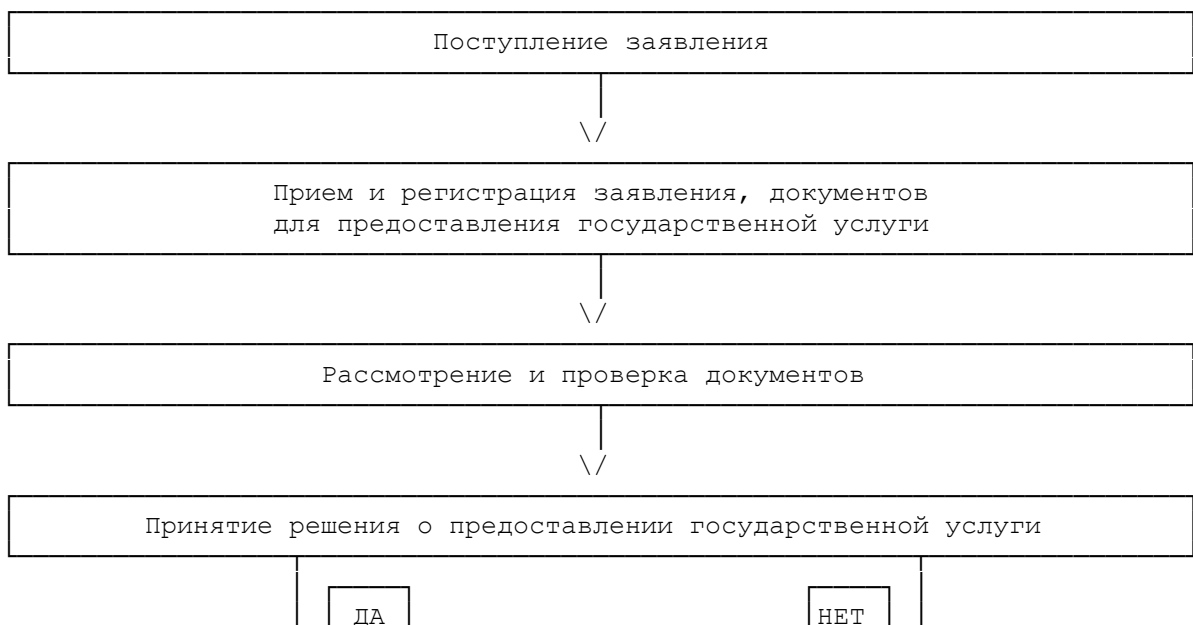 Поступление заявления
Прием и регистрация заявления, документов
для предоставления государственной услуги
Рассмотрение и проверка документов
Принятие решения о предоставлении государственной услуги
ДА НЕТ